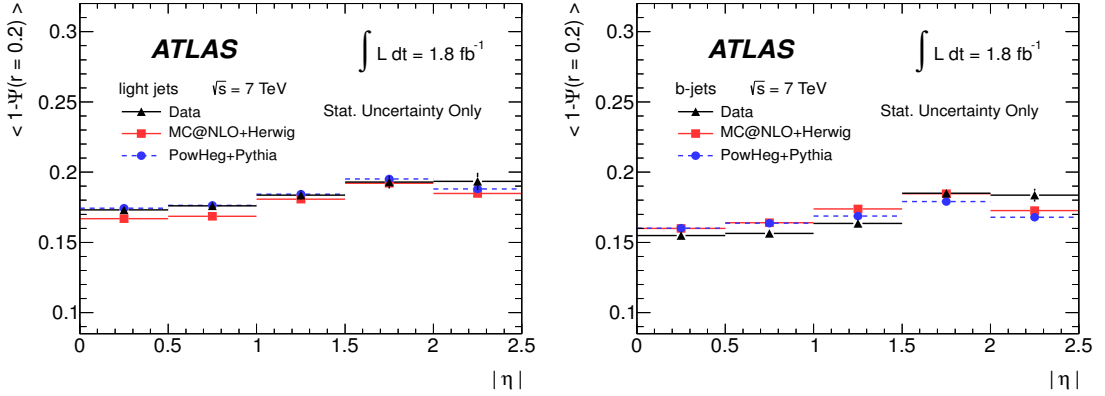 < 1-Ψ(r = 0.2) >
0.3
0.25
0.2
0.15
0.1
ATLAS
∫ L dt = 1.8 fb⁻¹
light jets √s = 7 TeV
Data
MC@NLO+Herwig
PowHeg+Pythia
Stat. Uncertainty Only
0 0.5 1 1.5 2 2.5
| η |
< 1-Ψ(r = 0.2) >
0.3
0.25
0.2
0.15
0.1
ATLAS
∫ L dt = 1.8 fb⁻¹
b-jets √s = 7 TeV
Data
MC@NLO+Herwig
PowHeg+Pythia
Stat. Uncertainty Only
0 0.5 1 1.5 2 2.5
| η |